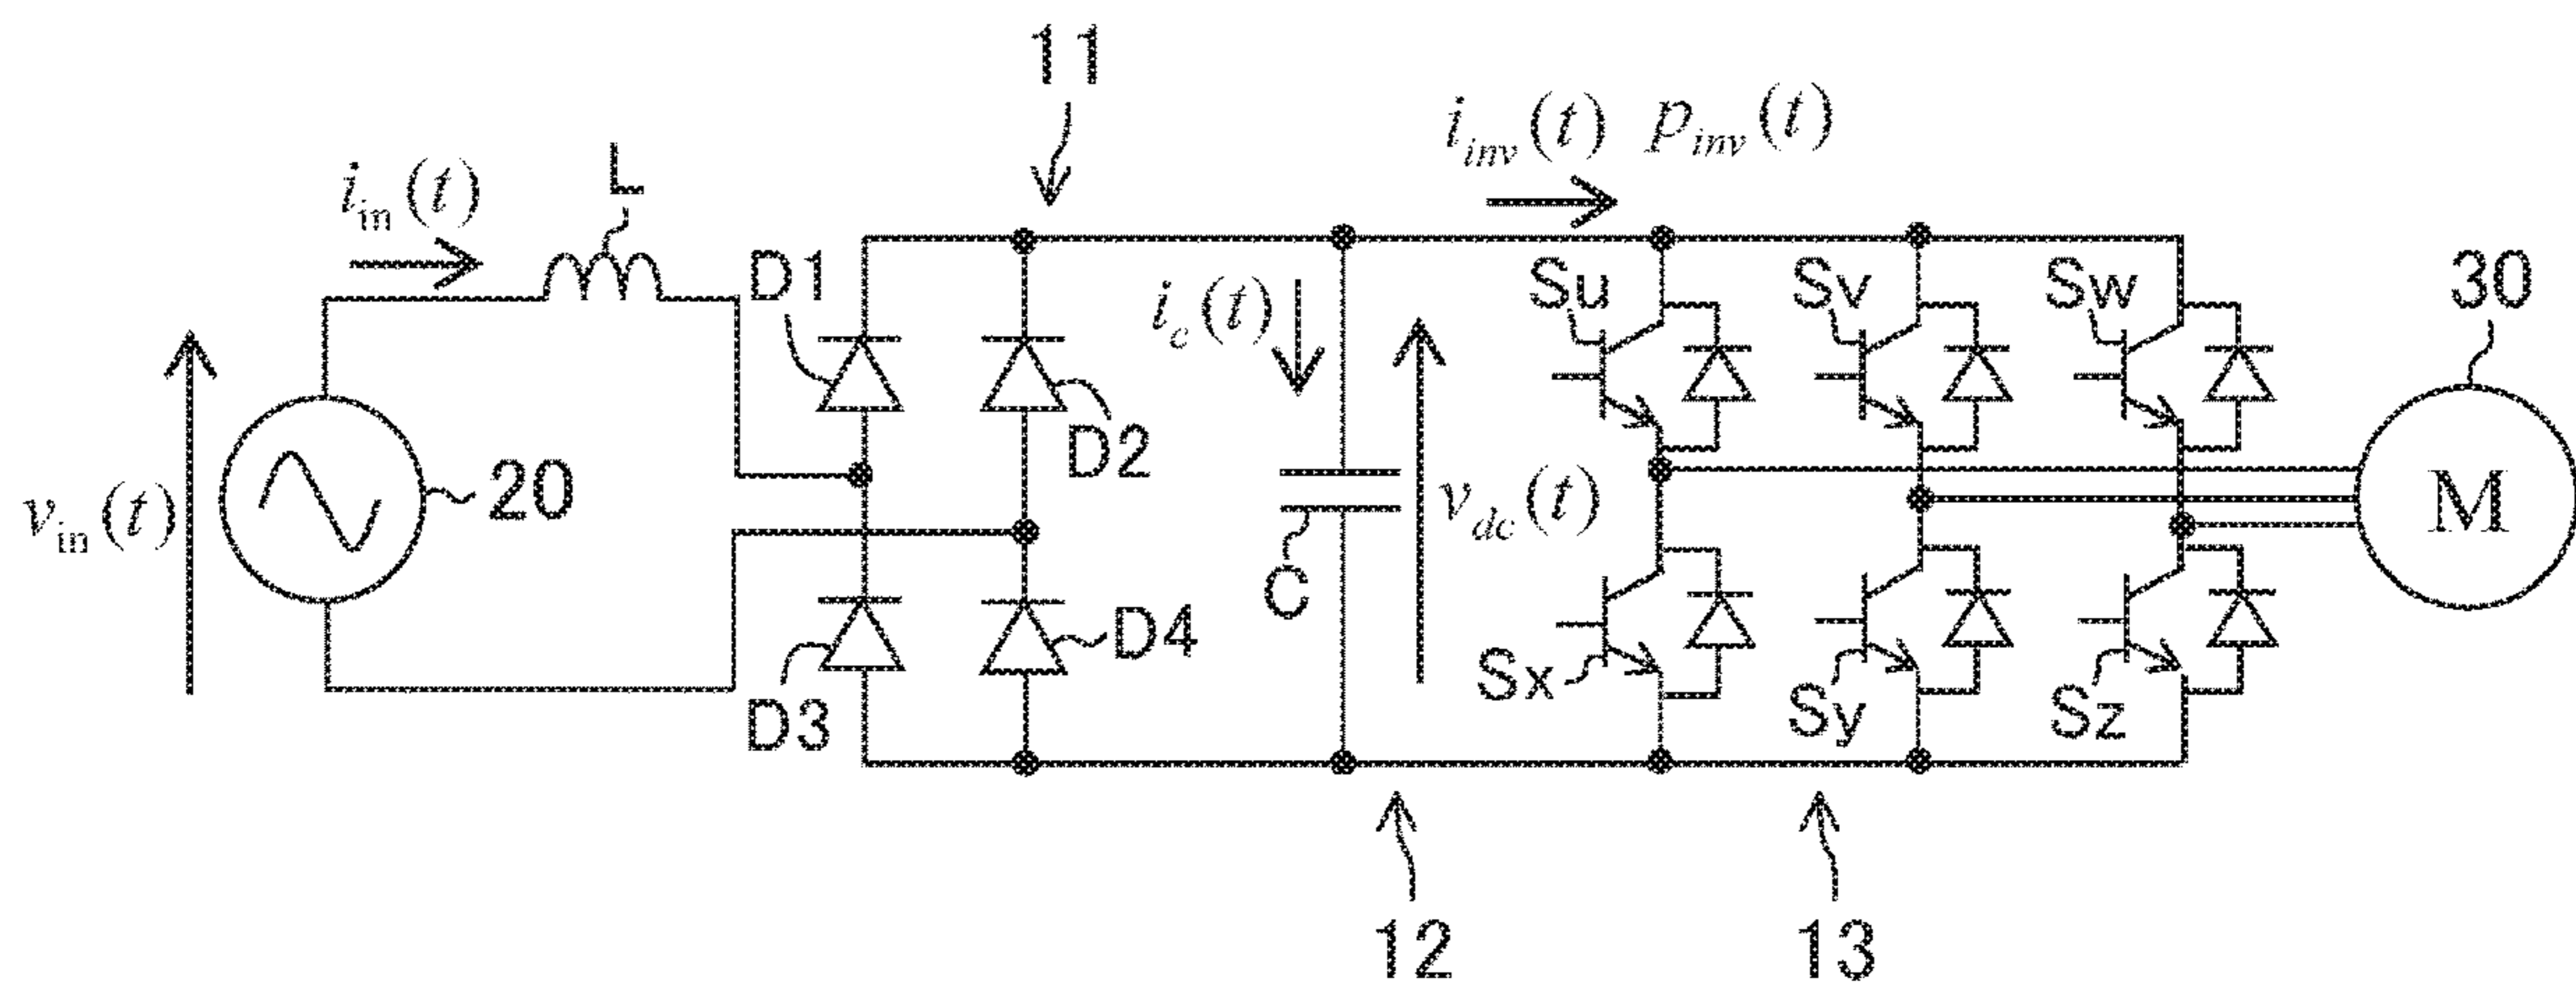 11
i_inv(t) p_inv(t)
i_in(t)
L
D1
i_c(t)
Su
Sv
Sw
30
D2
v_in(t)
20
v_dc(t)
M
C
D4
D3
Sx
Sy
Sz
12
13